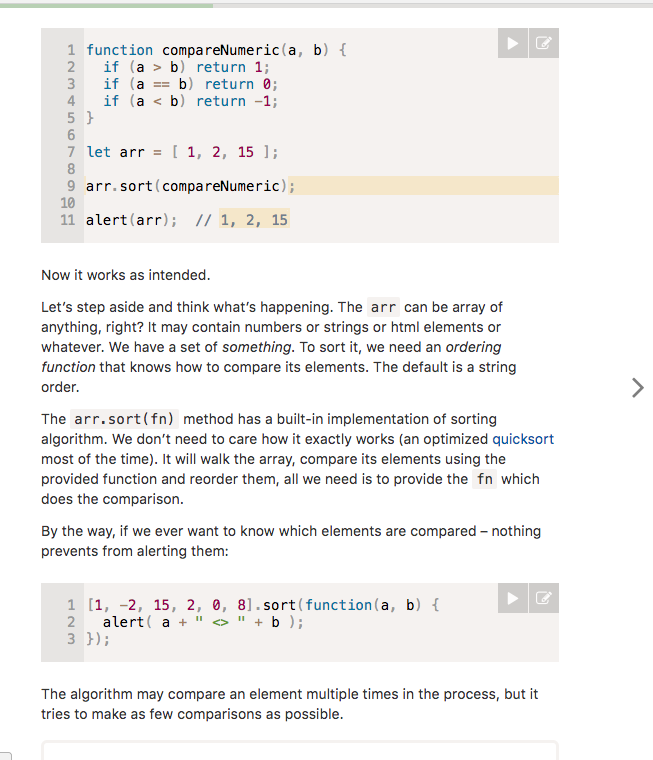 1 function compareNumeric(a, b) {
2   if (a > b) return 1;
3   if (a == b) return 0;
4   if (a < b) return -1;
5 }
6
7 let arr = [ 1, 2, 15 ];
8
9 arr.sort(compareNumeric);
10
11 alert(arr);  // 1, 2, 15
Now it works as intended.
Let’s step aside and think what’s happening. The arr can be array of
anything, right? It may contain numbers or strings or html elements or
whatever. We have a set of something. To sort it, we need an ordering
function that knows how to compare its elements. The default is a string
order.
The arr.sort(fn) method has a built-in implementation of sorting
algorithm. We don’t need to care how it exactly works (an optimized quicksort
most of the time). It will walk the array, compare its elements using the
provided function and reorder them, all we need is to provide the fn which
does the comparison.
By the way, if we ever want to know which elements are compared – nothing
prevents from alerting them:
1 [1, -2, 15, 2, 0, 8].sort(function(a, b) {
2   alert( a + " <> " + b );
3 });
The algorithm may compare an element multiple times in the process, but it
tries to make as few comparisons as possible.